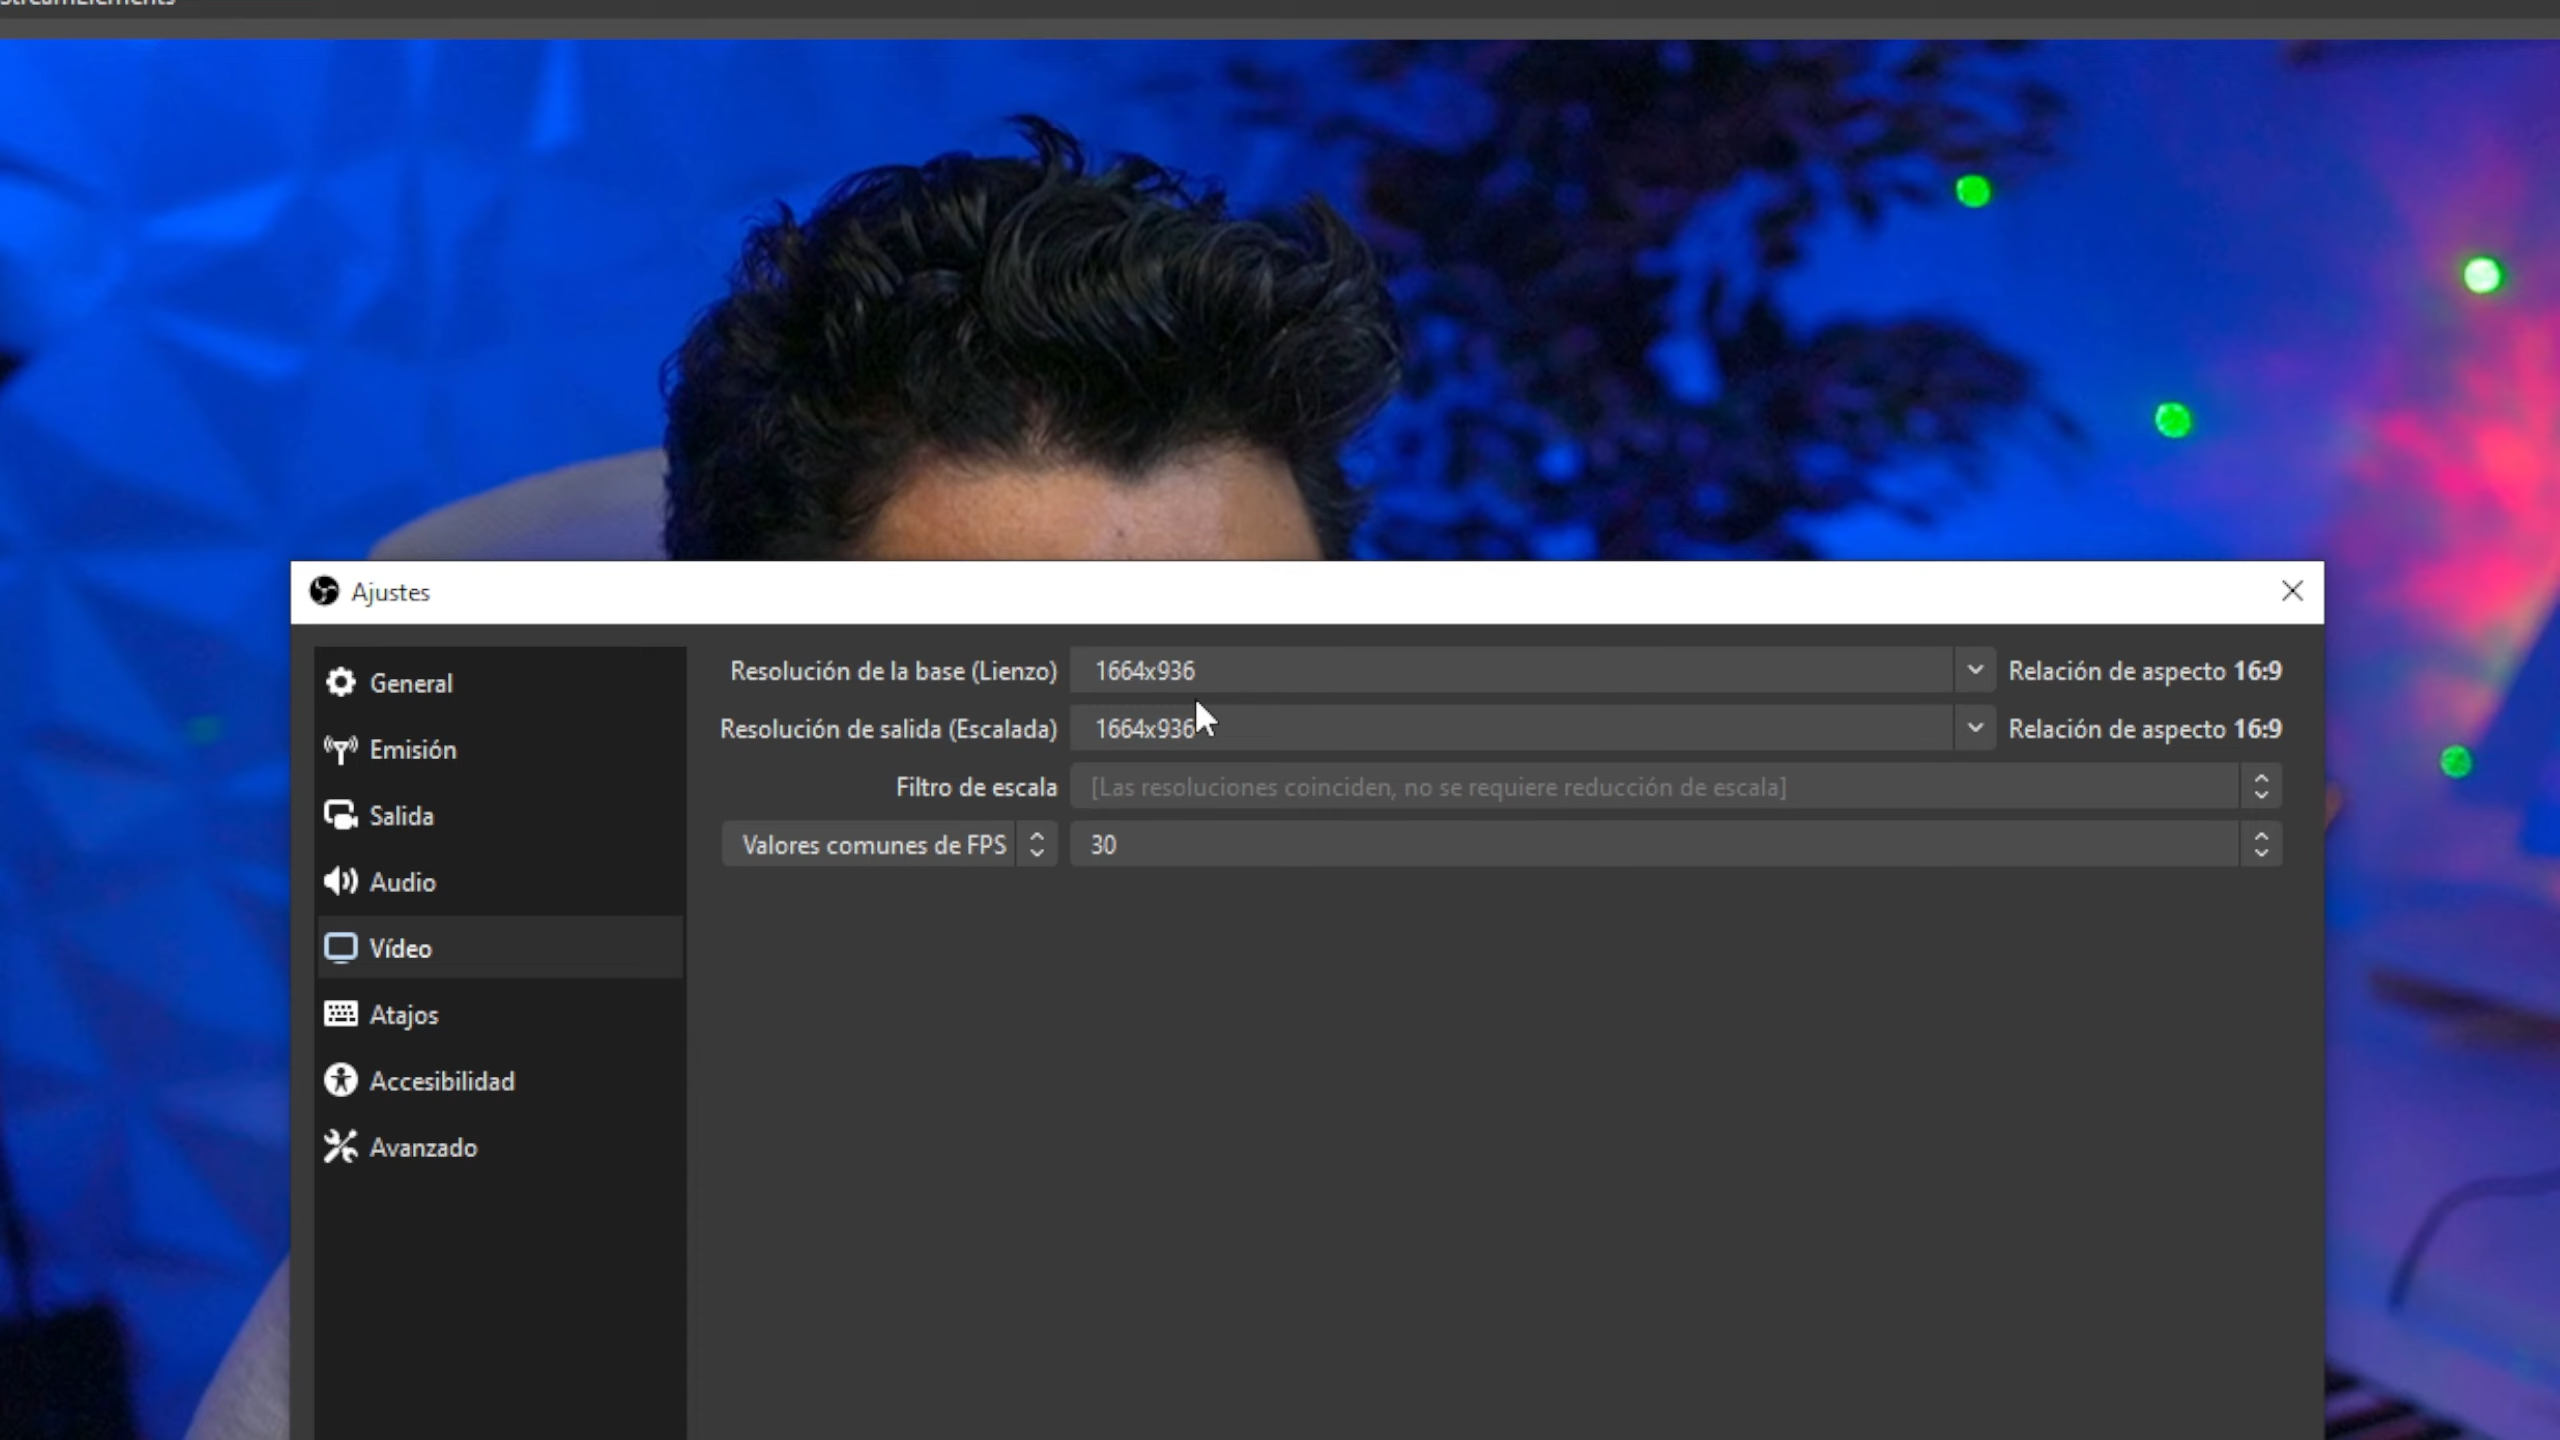 StreamElements
Ajustes
General
Emisión
Salida
Audio
Vídeo
Atajos
Accesibilidad
Avanzado
Resolución de la base (Lienzo) 1664x936 Relación de aspecto 16:9
Resolución de salida (Escalada) 1664x936 Relación de aspecto 16:9
Filtro de escala [Las resoluciones coinciden, no se requiere reducción de escala]
Valores comunes de FPS 30